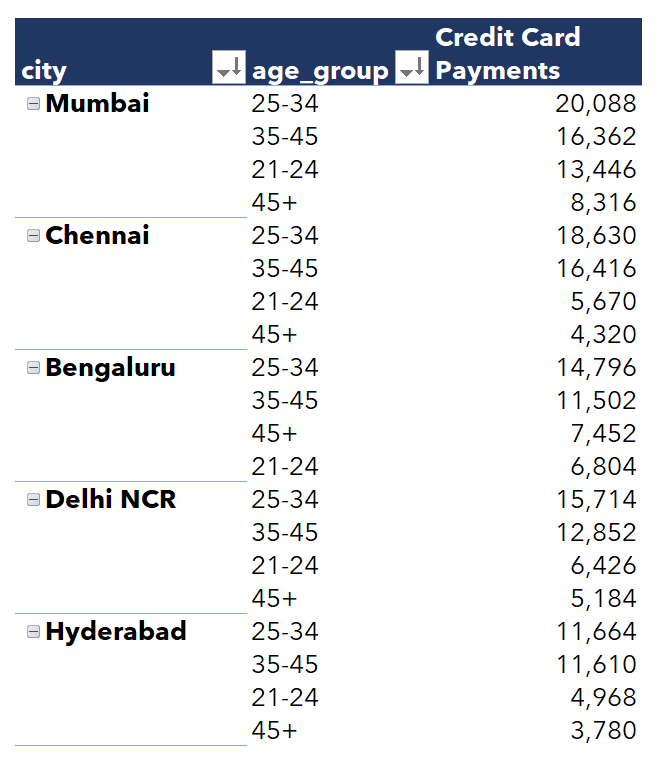 Credit Card
city age_group Payments
Mumbai 25-34 20,088
35-45 16,362
21-24 13,446
45+ 8,316
Chennai 25-34 18,630
35-45 16,416
21-24 5,670
45+ 4,320
Bengaluru 25-34 14,796
35-45 11,502
45+ 7,452
21-24 6,804
Delhi NCR 25-34 15,714
35-45 12,852
21-24 6,426
45+ 5,184
Hyderabad 25-34 11,664
35-45 11,610
21-24 4,968
45+ 3,780